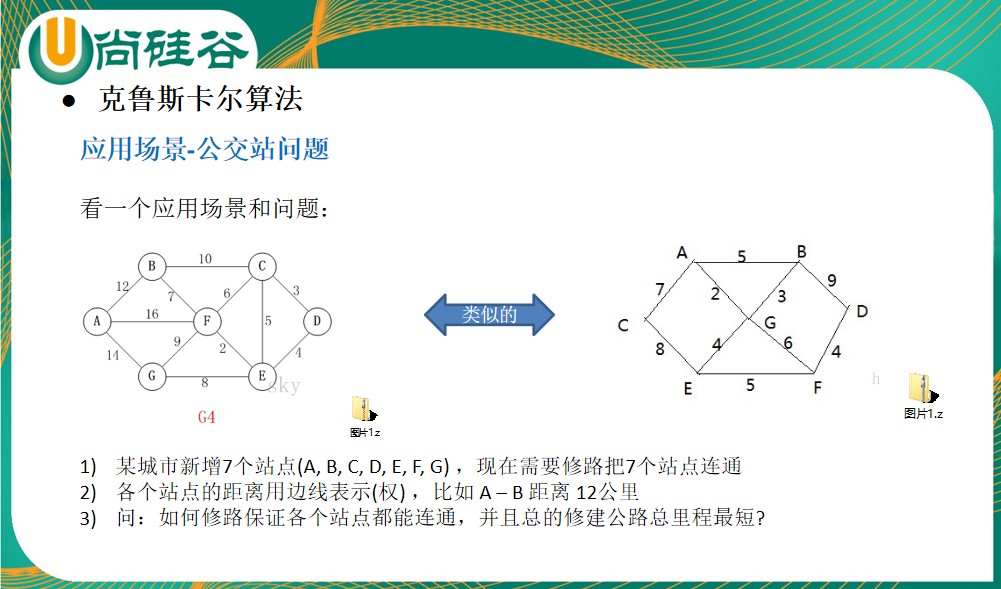 U尚硅谷
● 克鲁斯卡尔算法
应用场景-公交站问题
看一个应用场景和问题:
B 10 C
12 7 6 3
A 16 F 5 D
14 9 2 4
G 8 E
sky
G4
图片1.z
类似的
A 5 B
7 2 3 9
C G D
8 4 6 4
E 5 F
h
图片1.z
1) 某城市新增7个站点(A, B, C, D, E, F, G) ，现在需要修路把7个站点连通
2) 各个站点的距离用边线表示(权) ，比如 A – B 距离 12公里
3) 问：如何修路保证各个站点都能连通，并且总的修建公路总里程最短?